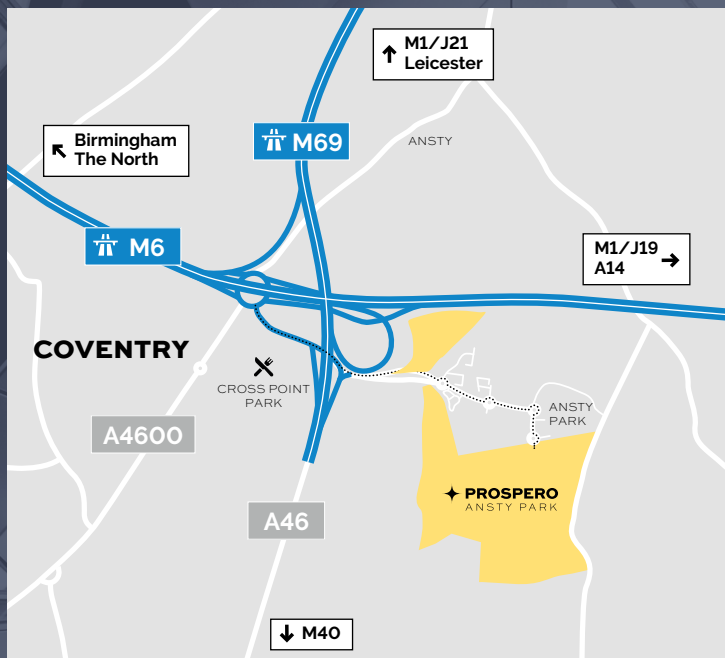 M1/J21
Leicester
Birmingham
The North
M69
ANSTY
M6
M1/J19
A14
COVENTRY
CROSS POINT
PARK
ANSTY
PARK
A4600
PROSPERO
ANSTY PARK
A46
M40